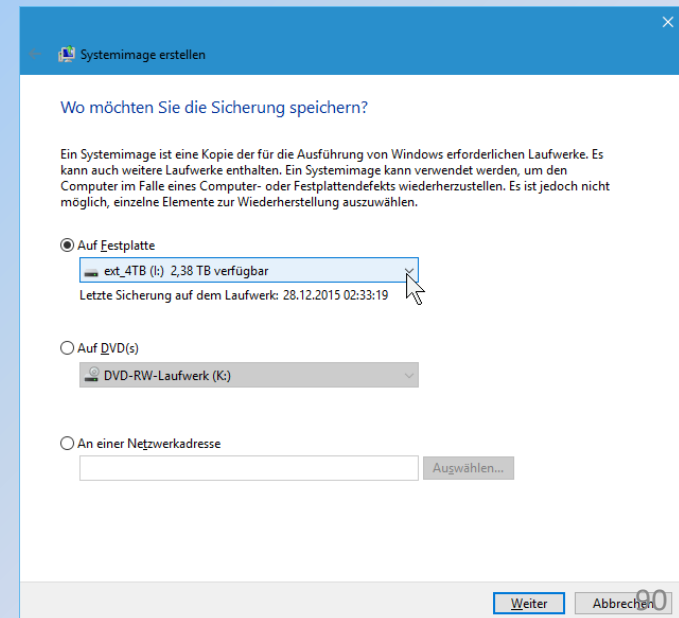 Systemimage erstellen
Wo möchten Sie die Sicherung speichern?
Ein Systemimage ist eine Kopie der für die Ausführung von Windows erforderlichen Laufwerke. Es
kann auch weitere Laufwerke enthalten. Ein Systemimage kann verwendet werden, um den
Computer im Falle eines Computer- oder Festplattendefekts wiederherzustellen. Es ist jedoch nicht
möglich, einzelne Elemente zur Wiederherstellung auszuwählen.
Auf Festplatte
ext_4TB (I:) 2,38 TB verfügbar
Letzte Sicherung auf dem Laufwerk: 28.12.2015 02:33:19
Auf DVD(s)
DVD-RW-Laufwerk (K:)
An einer Netzwerkadresse
Auswählen...
Weiter
Abbrechen
90